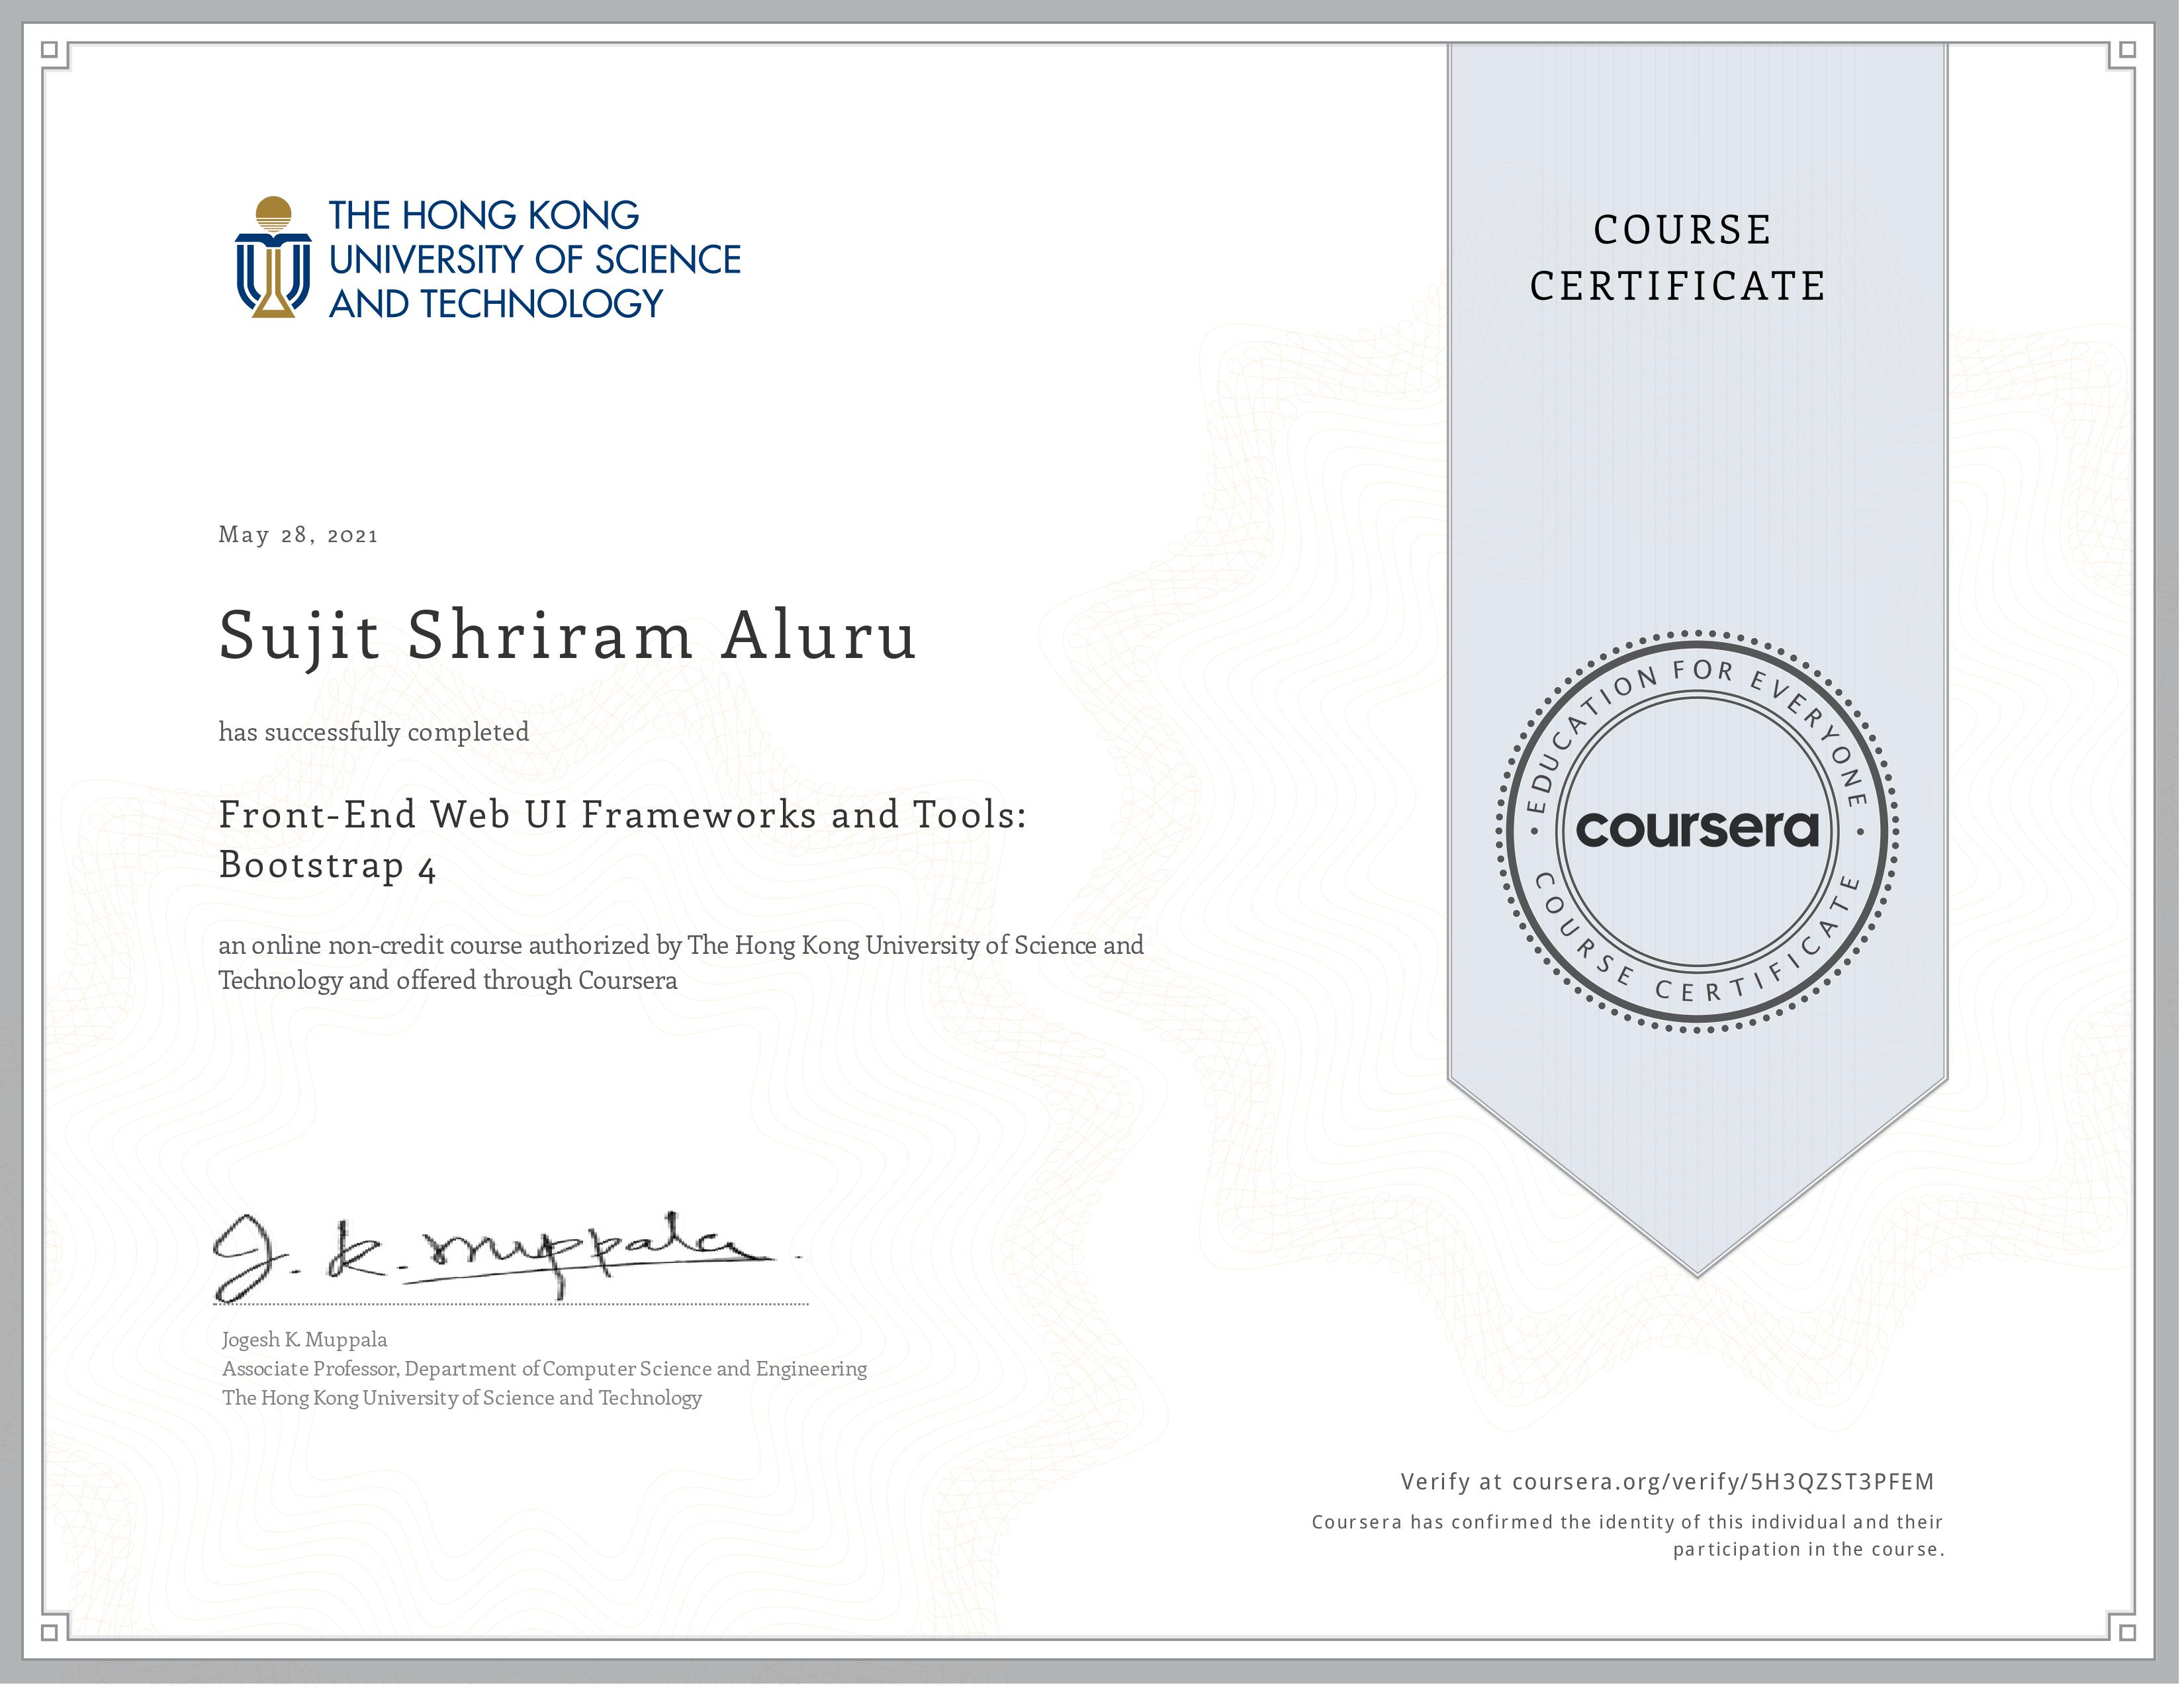 THE HONG KONG
UNIVERSITY OF SCIENCE
AND TECHNOLOGY
COURSE
CERTIFICATE
May 28, 2021
Sujit Shriram Aluru
has successfully completed
Front-End Web UI Frameworks and Tools:
Bootstrap 4
an online non-credit course authorized by The Hong Kong University of Science and
Technology and offered through Coursera
EDUCATION FOR EVERYONE
coursera
COURSE CERTIFICATE
J. K. Muppala
Jogesh K. Muppala
Associate Professor, Department of Computer Science and Engineering
The Hong Kong University of Science and Technology
Verify at coursera.org/verify/5H3QZST3PFEM
Coursera has confirmed the identity of this individual and their
participation in the course.